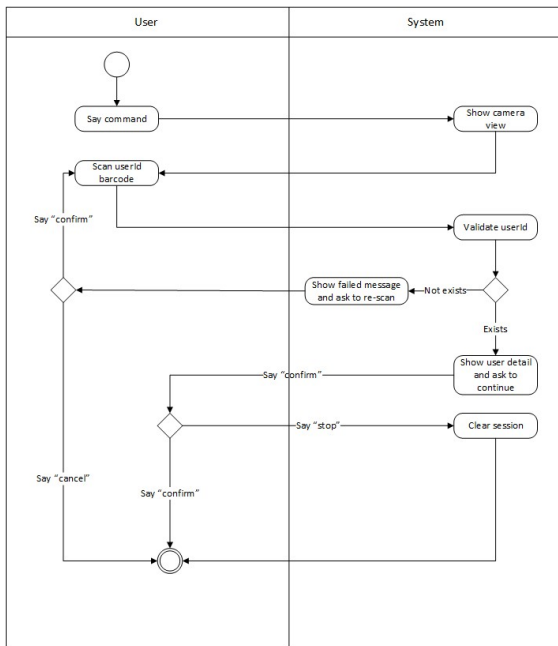 User
System
Say command
Show camera
view
Scan userId
barcode
Say “confirm”
Validate userId
Show failed message
and ask to re-scan
Not exists
Exists
Show user detail
and ask to
continue
Say “confirm”
Say “stop”
Clear session
Say “cancel”
Say “confirm”